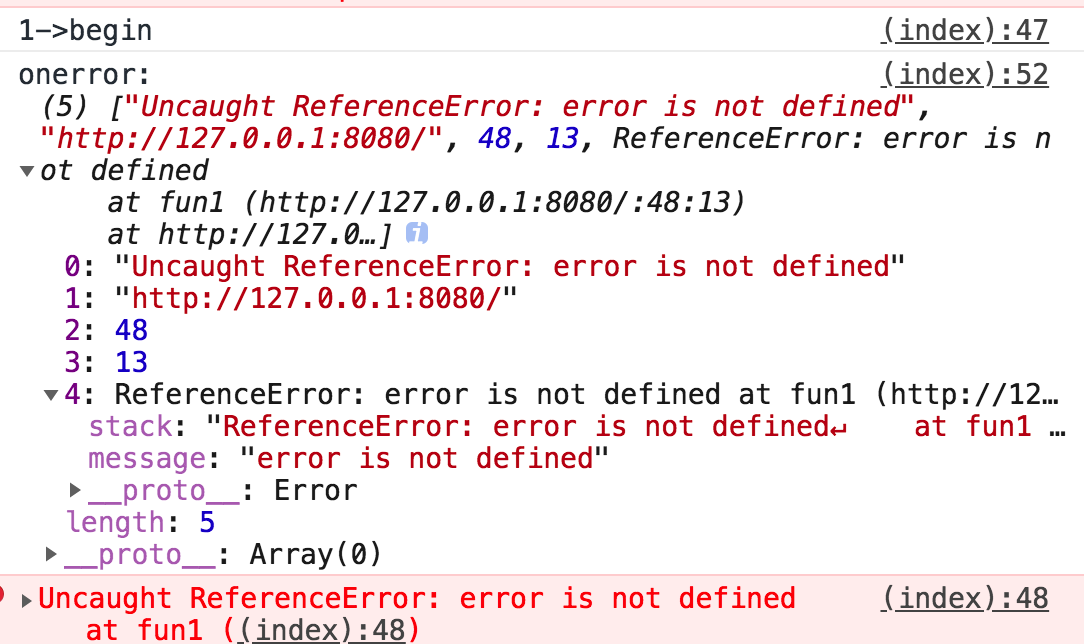 1->begin (index):47
onerror: (index):52
(5) ["Uncaught ReferenceError: error is not defined",
"http://127.0.0.1:8080/", 48, 13, ReferenceError: error is n
ot defined
at fun1 (http://127.0.0.1:8080/:48:13)
at http://127.0…]
0: "Uncaught ReferenceError: error is not defined"
1: "http://127.0.0.1:8080/"
2: 48
3: 13
4: ReferenceError: error is not defined at fun1 (http://12…
stack: "ReferenceError: error is not defined↵    at fun1 …
message: "error is not defined"
__proto__: Error
length: 5
__proto__: Array(0)
Uncaught ReferenceError: error is not defined (index):48
at fun1 ((index):48)